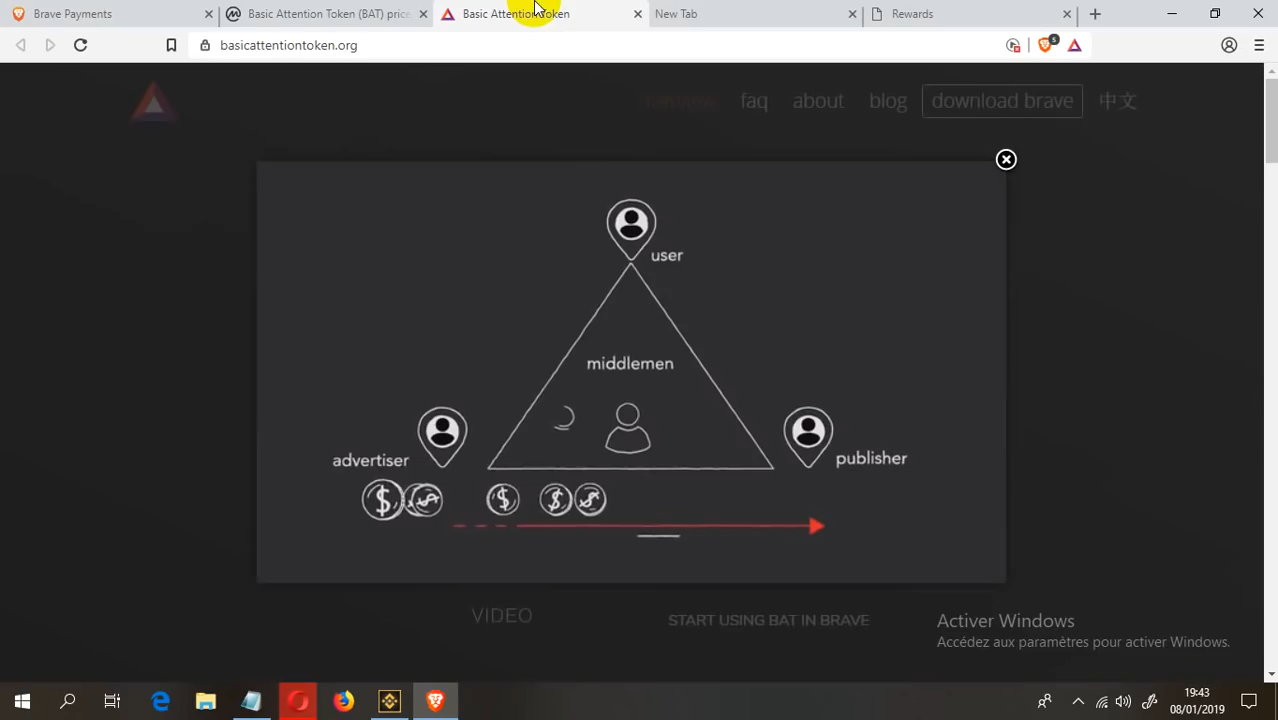 Brave Payments
Basic Attention Token (BAT) price
Basic Attention Token
New Tab
Rewards
basicattentiontoken.org
5
faq
about
blog
download brave
中文
user
middlemen
advertiser
publisher
$ $ $ $ $
VIDEO
START USING BAT IN BRAVE
Activer Windows
Accédez aux paramètres pour activer Windows.
19:43
08/01/2019